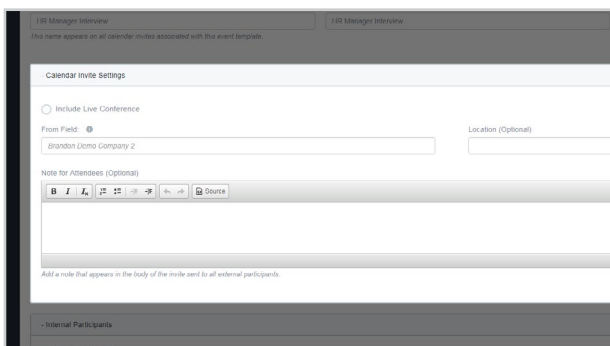 HR Manager Interview
HR Manager Interview
This name appears on all calendar invites associated with this event template.
Calendar Invite Settings
Include Live Conference
From Field:
Location (Optional)
Brandon Demo Company 2
Note for Attendees (Optional)
B I Ix Source
Add a note that appears in the body of the invite sent to all external participants.
- Internal Participants